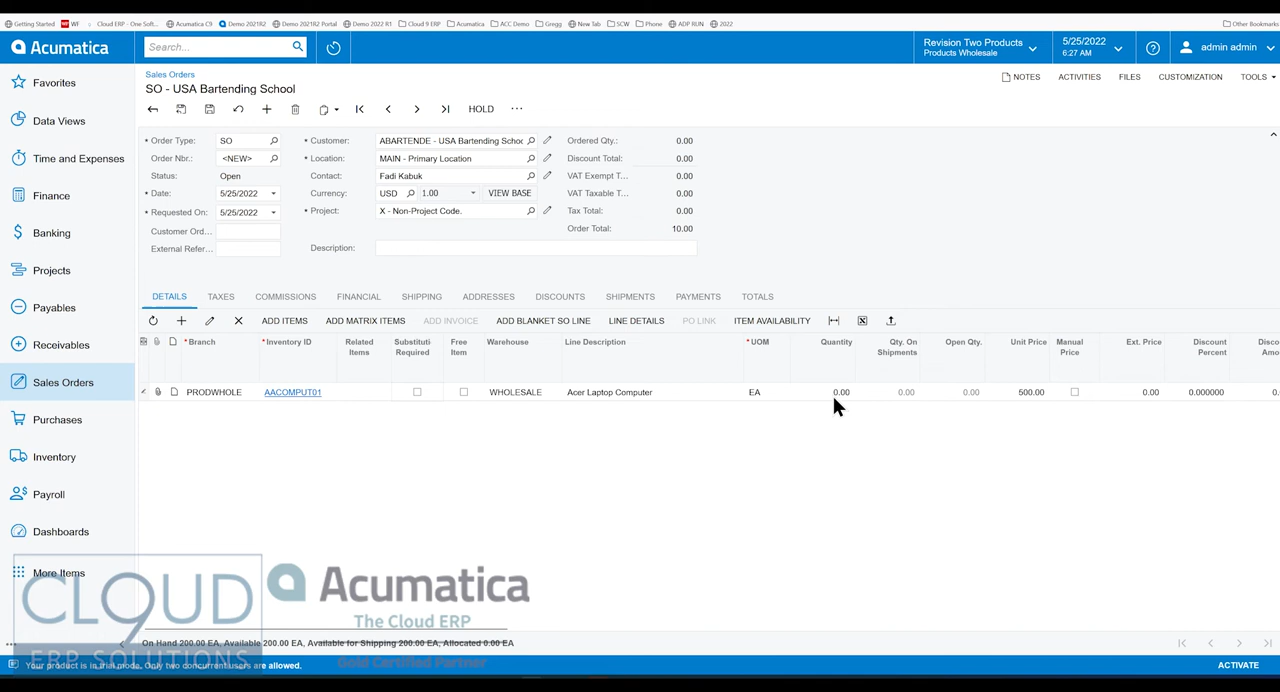 Getting Started WF Cloud ERP - One Soft... Acumatica C9 Demo 2021R2 Demo 2021R2 Portal Demo 2022 R1 Cloud 9 ERP Acumatica ACC Demo Gregg New Tab SCW Phone ADP RUN 2022 Other Bookmarks
Acumatica Search... Revision Two Products 5/25/2022 admin admin
Products Wholesale 6:27 AM
Sales Orders NOTES ACTIVITIES FILES CUSTOMIZATION TOOLS
SO - USA Bartending School
HOLD ...
Favorites
Data Views
Time and Expenses
Finance
Banking
Projects
Payables
Receivables
Sales Orders
Purchases
Inventory
Payroll
Dashboards
More Items
* Order Type: SO * Customer: ABARTENDE - USA Bartending Schoo Ordered Qty.: 0.00
Order Nbr.: <NEW> * Location: MAIN - Primary Location Discount Total: 0.00
Status: Open Contact: Fadi Kabuk VAT Exempt T... 0.00
* Date: 5/25/2022 Currency: USD 1.00 VIEW BASE VAT Taxable T... 0.00
* Requested On: 5/25/2022 * Project: X - Non-Project Code. Tax Total: 0.00
Customer Ord... Order Total: 10.00
External Refer... Description:
DETAILS TAXES COMMISSIONS FINANCIAL SHIPPING ADDRESSES DISCOUNTS SHIPMENTS PAYMENTS TOTALS
ADD ITEMS ADD MATRIX ITEMS ADD INVOICE ADD BLANKET SO LINE LINE DETAILS PO LINK ITEM AVAILABILITY
* Branch * Inventory ID Related Substituti Free Warehouse Line Description * UOM Quantity Qty. On Open Qty. Unit Price Manual Ext. Price Discount Disco
Items Required Item Shipments Price Percent Amo
PRODWHOLE AACOMPUT01 WHOLESALE Acer Laptop Computer EA 0.00 0.00 0.00 500.00 0.00 0.000000 0.
CLOUD9
ERP SOLUTIONS
Acumatica
The Cloud ERP
Gold Certified Partner
On Hand 200.00 EA, Available 200.00 EA, Available for Shipping 200.00 EA, Allocated 0.00 EA
Your product is in trial mode. Only two concurrent users are allowed. ACTIVATE